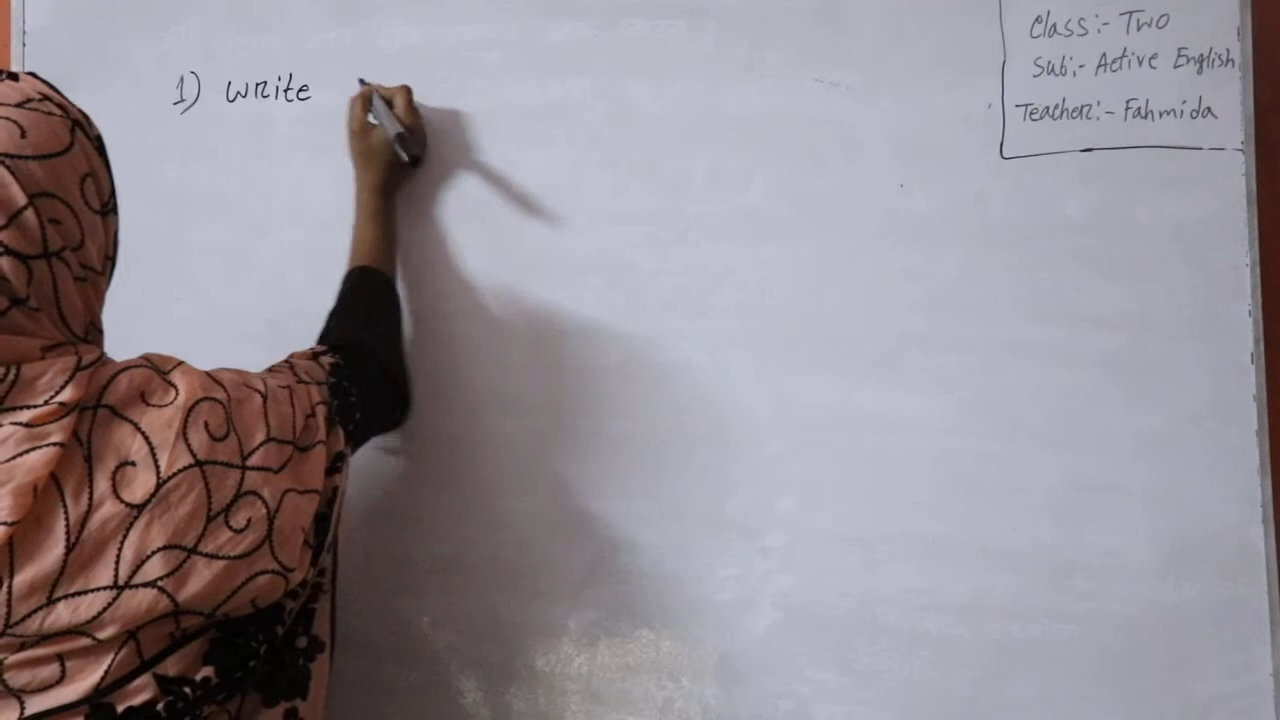 1) write
Class:- Two
Sub:- Active English
Teacher:- Fahmida